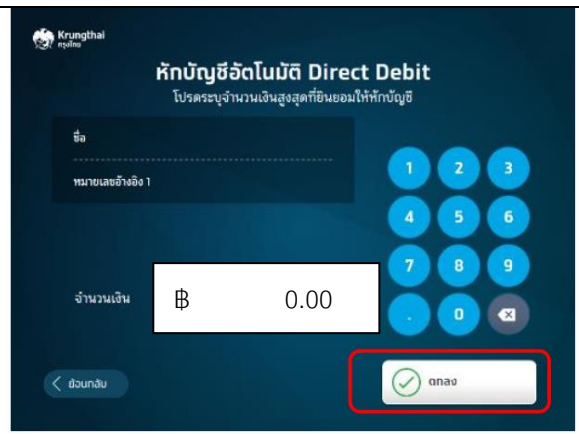 Krungthai
กรุงไทย
หักบัญชีอัตโนมัติ Direct Debit
โปรดระบุจำนวนเงินสูงสุดที่ยินยอมให้หักบัญชี
ชื่อ
หมายเลขอ้างอิง 1
1 2 3
4 5 6
7 8 9
. 0
จำนวนเงิน ฿ 0.00
ย้อนกลับ
ตกลง